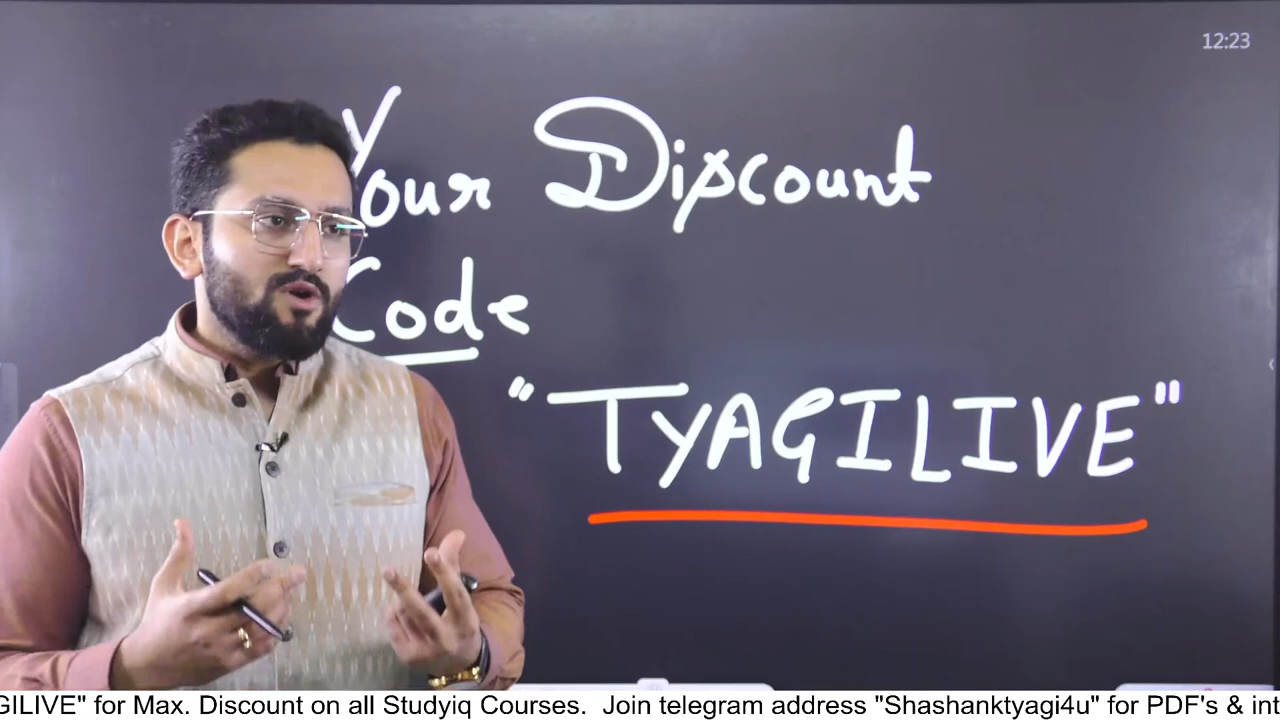 12:23
Your Discount
Code
"TYAGILIVE"
GILIVE" for Max. Discount on all Studyiq Courses. Join telegram address "Shashanktyagi4u" for PDF's & int